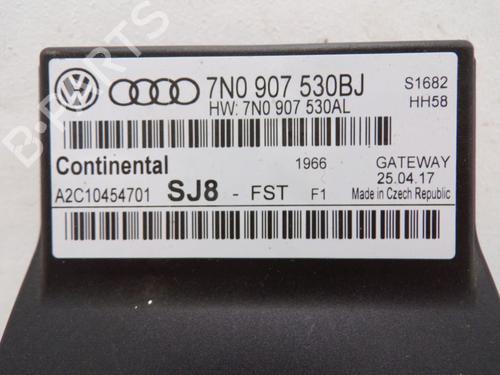 7N0 907 530BJ
S1682
HW: 7N0 907 530AL
HH58
Continental
1966
GATEWAY
25.04.17
A2C10454701
SJ8 - FST F1
Made in Czech Republic
B-PARTS